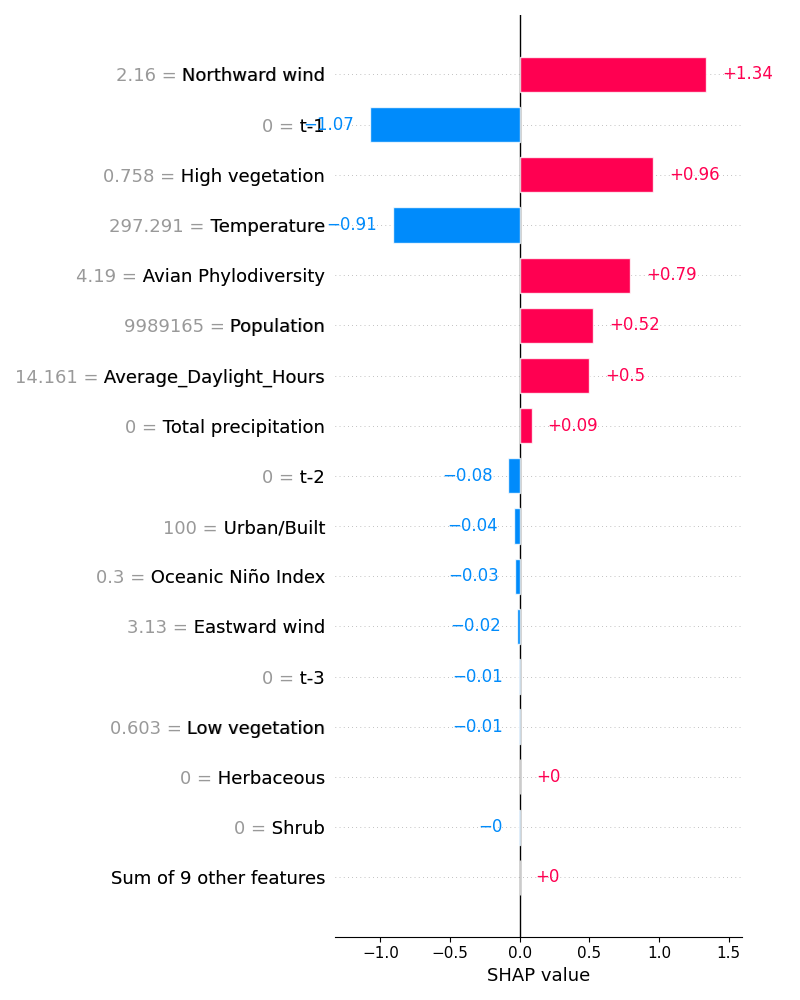 2.16 = Northward wind +1.34
0 = t-1 −1.07
0.758 = High vegetation +0.96
297.291 = Temperature −0.91
4.19 = Avian Phylodiversity +0.79
9989165 = Population +0.52
14.161 = Average_Daylight_Hours +0.5
0 = Total precipitation +0.09
0 = t-2 −0.08
100 = Urban/Built −0.04
0.3 = Oceanic Niño Index −0.03
3.13 = Eastward wind −0.02
0 = t-3 −0.01
0.603 = Low vegetation −0.01
0 = Herbaceous +0
0 = Shrub −0
Sum of 9 other features +0
−1.0 −0.5 0.0 0.5 1.0 1.5
SHAP value